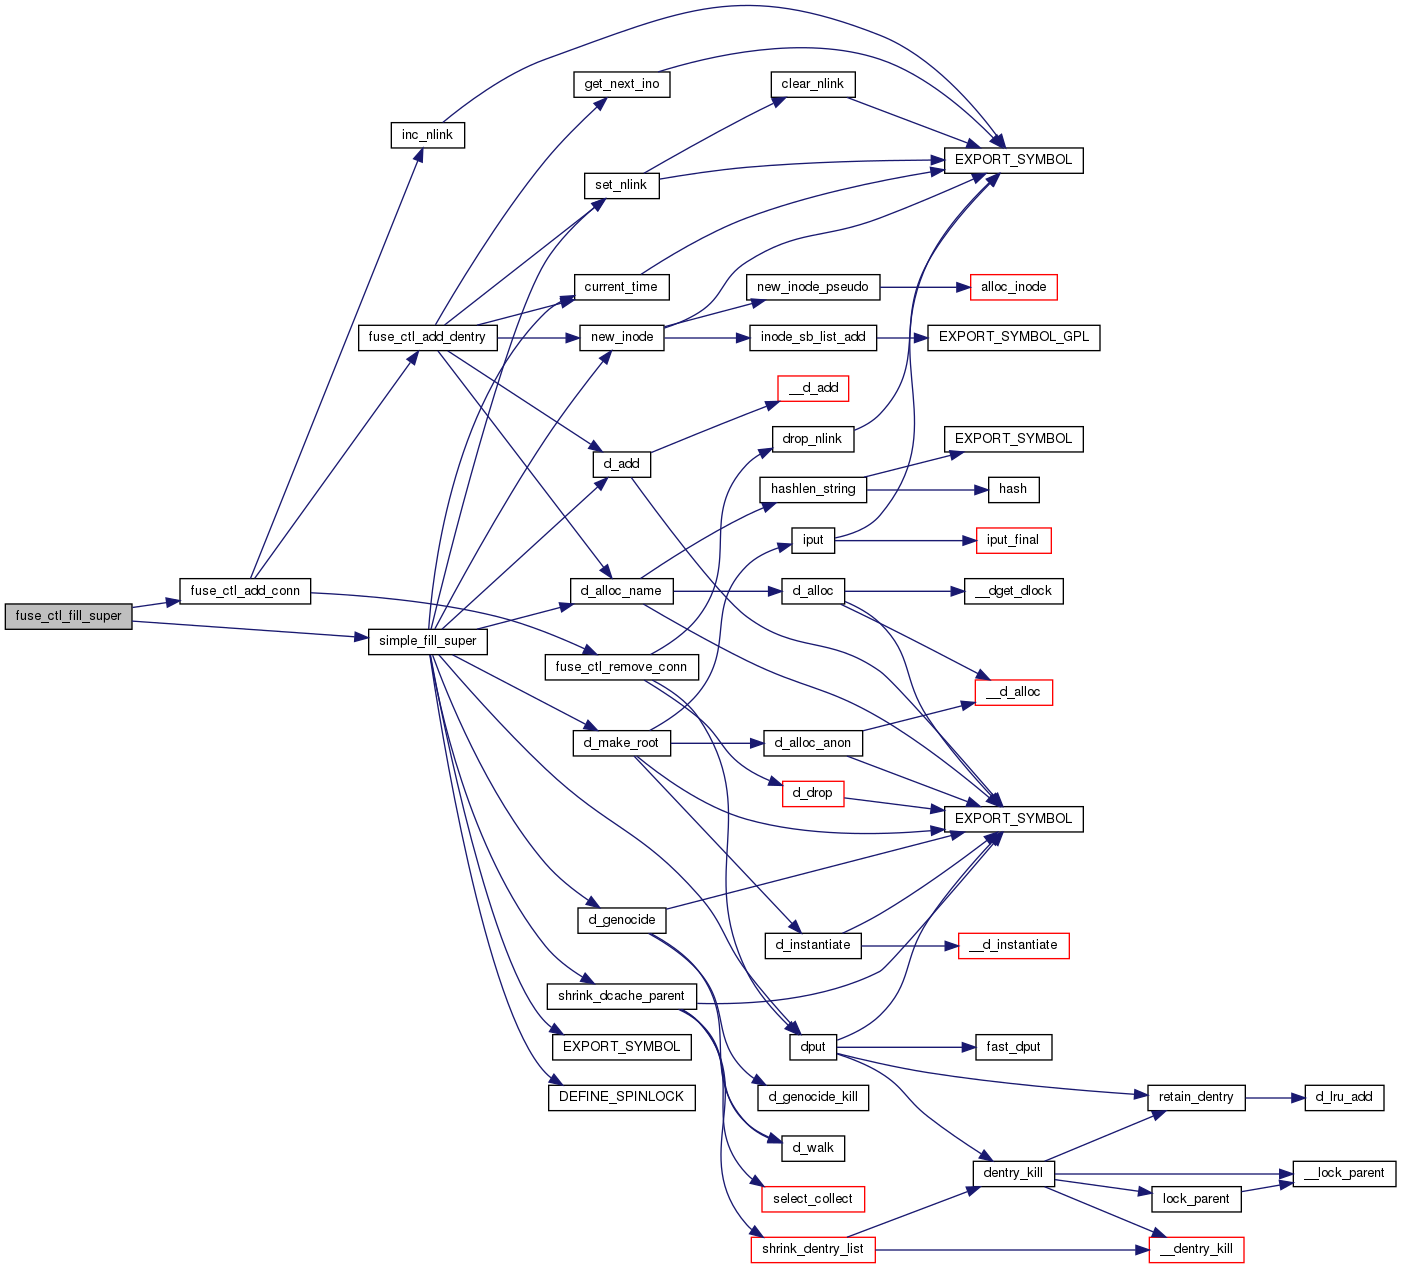 get_next_ino
clear_nlink
inc_nlink
EXPORT_SYMBOL
set_nlink
current_time
new_inode_pseudo
alloc_inode
fuse_ctl_add_dentry
new_inode
inode_sb_list_add
EXPORT_SYMBOL_GPL
__d_add
drop_nlink
EXPORT_SYMBOL
d_add
hashlen_string
hash
iput
iput_final
fuse_ctl_add_conn
d_alloc_name
d_alloc
__dget_dlock
fuse_ctl_fill_super
simple_fill_super
fuse_ctl_remove_conn
__d_alloc
d_make_root
d_alloc_anon
d_drop
EXPORT_SYMBOL
d_genocide
d_instantiate
__d_instantiate
shrink_dcache_parent
EXPORT_SYMBOL
dput
fast_dput
DEFINE_SPINLOCK
d_genocide_kill
retain_dentry
d_lru_add
d_walk
dentry_kill
__lock_parent
select_collect
lock_parent
shrink_dentry_list
__dentry_kill